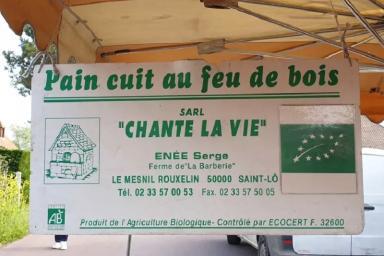 Pain cuit au feu de bois
SARL
"CHANTE LA VIE"
ENÉE Serge
Ferme de "La Barberie"
LE MESNIL ROUXELIN 50000 SAINT-LÔ
Tél. 02 33 57 00 53 Fax. 02 33 57 50 05
AB
Produit de l'Agriculture Biologique- Contrôlé par ECOCERT F. 32600